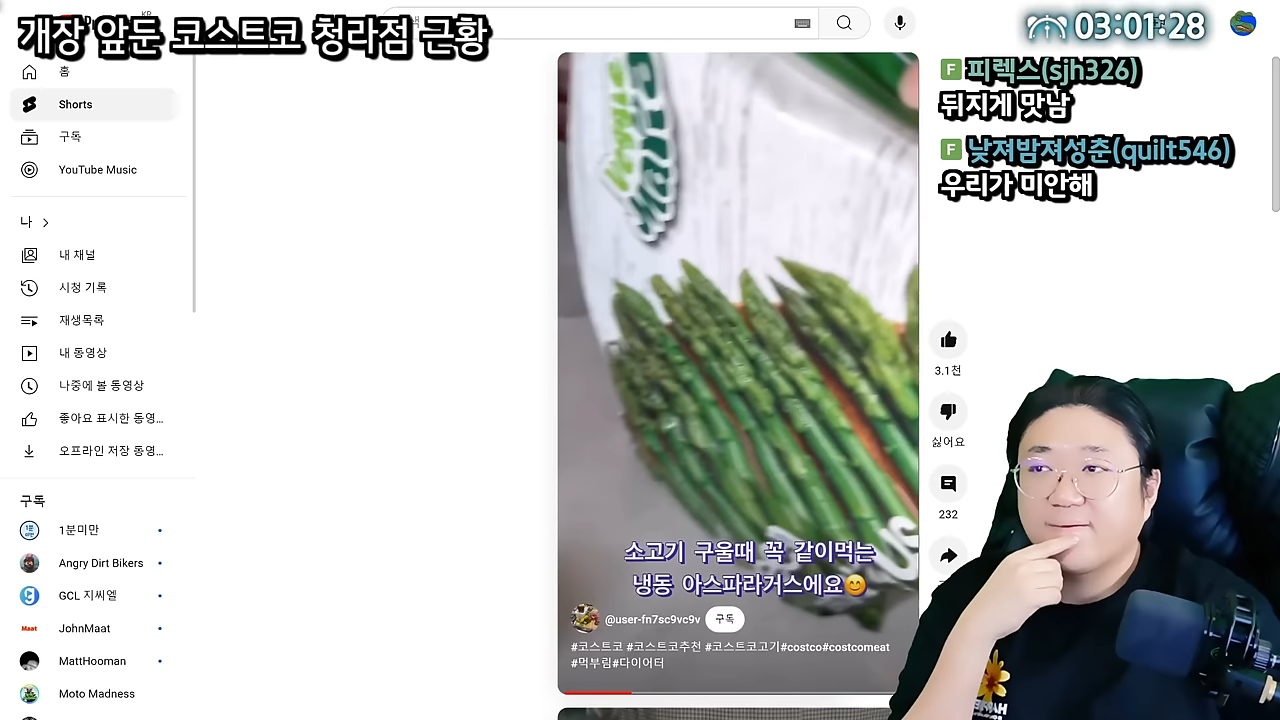 개장 앞둔 코스트코 청라점 근황
KR
03:01:28
홈
Shorts
구독
YouTube Music
나
내 채널
시청 기록
재생목록
내 동영상
나중에 볼 동영상
좋아요 표시한 동영...
오프라인 저장 동영...
구독
1분미만
Andy Dirt Bikers
GCL 지씨엘
JohnMaat
MattHooman
Moto Madness
소고기 구울때 꼭 같이먹는
냉동 아스파라거스에요😊
@user-fn7sc9vc9v 구독
#코스트코 #코스트코추천 #코스트코고기#costco#costcomeat
#먹부림#다이어터
F 피렉스(sjh326)
뒤지게 맛남
F 낮져밤져성춘(quilt546)
우리가 미안해
3.1천
싫어요
232